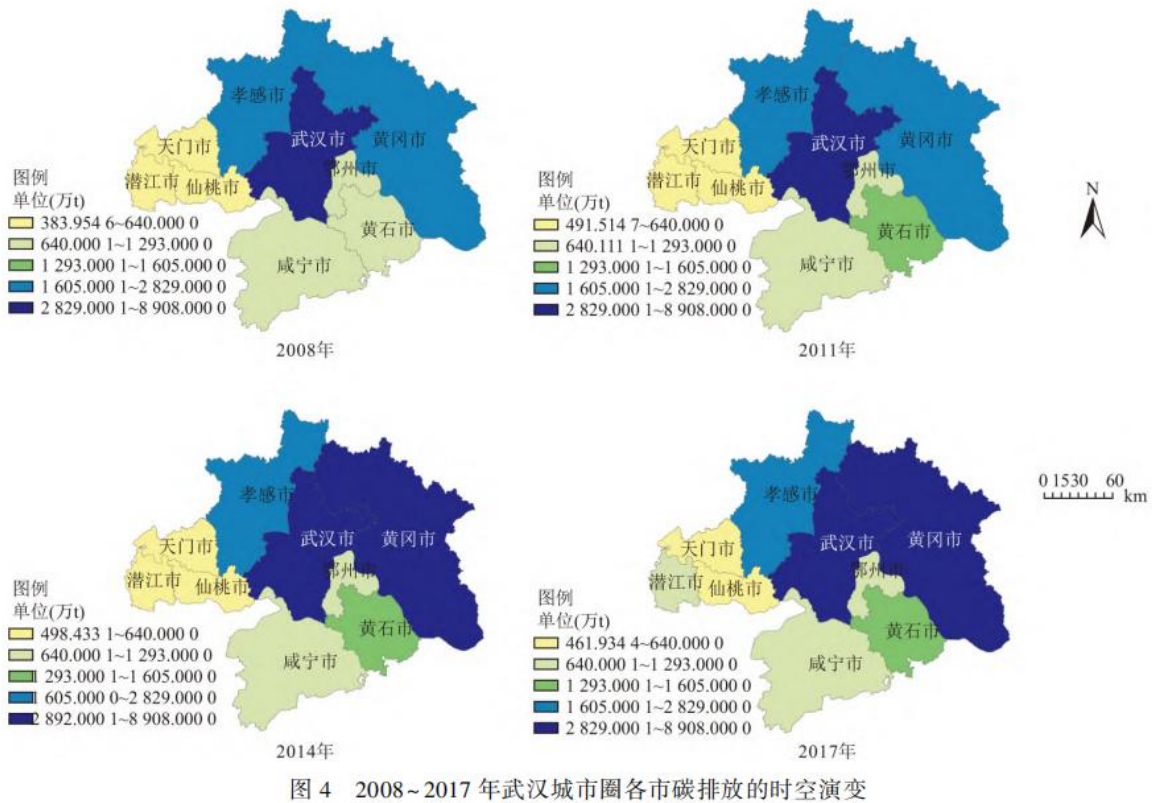 孝感市
武汉市
黄冈市
天门市
鄂州市
潜江市
仙桃市
黄石市
咸宁市
图例
单位(万t)
383.954 6~640.000 0
640.000 1~1 293.000 0
1 293.000 1~1 605.000 0
1 605.000 1~2 829.000 0
2 829.000 1~8 908.000 0
2008年
孝感市
武汉市
黄冈市
天门市
鄂州市
潜江市
仙桃市
黄石市
咸宁市
图例
单位(万t)
491.514 7~640.000 0
640.111 1~1 293.000 0
1 293.000 1~1 605.000 0
1 605.000 1~2 829.000 0
2 829.000 1~8 908.000 0
2011年
N
孝感市
武汉市
黄冈市
天门市
鄂州市
潜江市
仙桃市
黄石市
咸宁市
图例
单位(万t)
498.433 1~640.000 0
640.000 1~1 293.000 0
1 293.000 1~1 605.000 0
1 605.000 0~2 829.000 0
2 892.000 1~8 908.000 0
2014年
孝感市
武汉市
黄冈市
天门市
鄂州市
潜江市
仙桃市
黄石市
咸宁市
图例
单位(万t)
461.934 4~640.000 0
640.000 1~1 293.000 0
1 293.000 1~1 605.000 0
1 605.000 1~2 829.000 0
2 829.000 1~8 908.000 0
2017年
0 1530 60
km
图 4 2008~2017 年武汉城市圈各市碳排放的时空演变